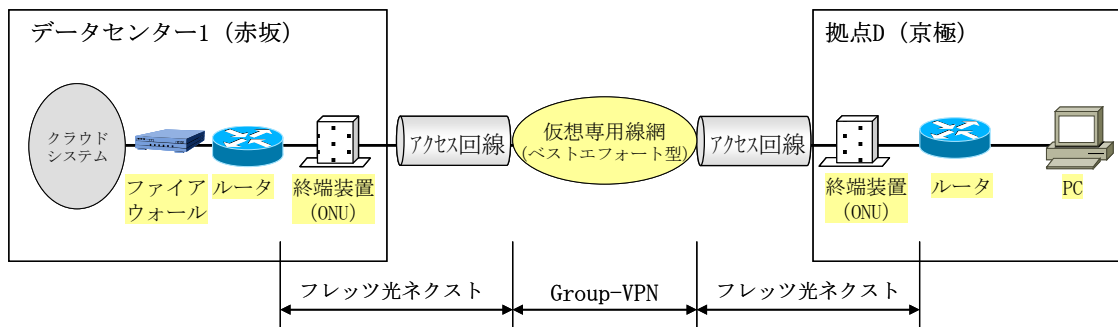 データセンター1（赤坂）
拠点D（京極）
クラウド
システム
ファイア
ウォール
ルータ
終端装置
(ONU)
アクセス回線
仮想専用線網
(ベストエフォート型)
アクセス回線
終端装置
(ONU)
ルータ
PC
フレッツ光ネクスト
Group-VPN
フレッツ光ネクスト